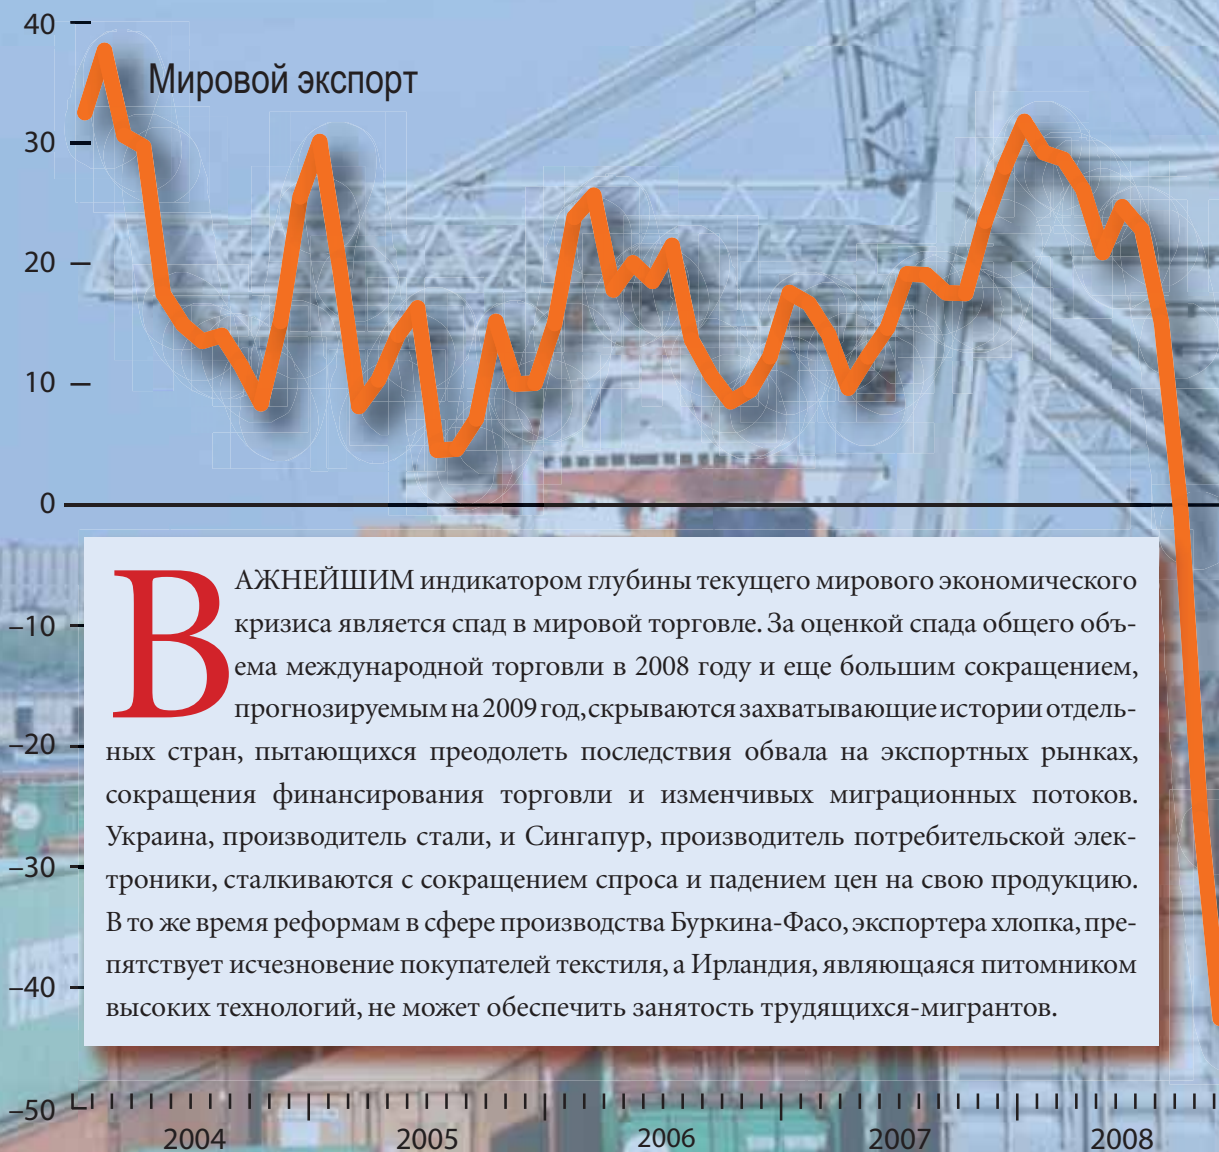 40
Мировой экспорт
30
20
10
0
ВАЖНЕЙШИМ индикатором глубины текущего мирового экономического
кризиса является спад в мировой торговле. За оценкой спада общего объ-
ема международной торговли в 2008 году и еще большим сокращением,
прогнозируемым на 2009 год, скрываются захватывающие истории отдель-
ных стран, пытающихся преодолеть последствия обвала на экспортных рынках,
сокращения финансирования торговли и изменчивых миграционных потоков.
Украина, производитель стали, и Сингапур, производитель потребительской элек-
троники, сталкиваются с сокращением спроса и падением цен на свою продукцию.
В то же время реформам в сфере производства Буркина-Фасо, экспортера хлопка, пре-
пятствует исчезновение покупателей текстиля, а Ирландия, являющаяся питомником
высоких технологий, не может обеспечить занятость трудящихся-мигрантов.
–10
–20
–30
–40
–50
2004 2005 2006 2007 2008